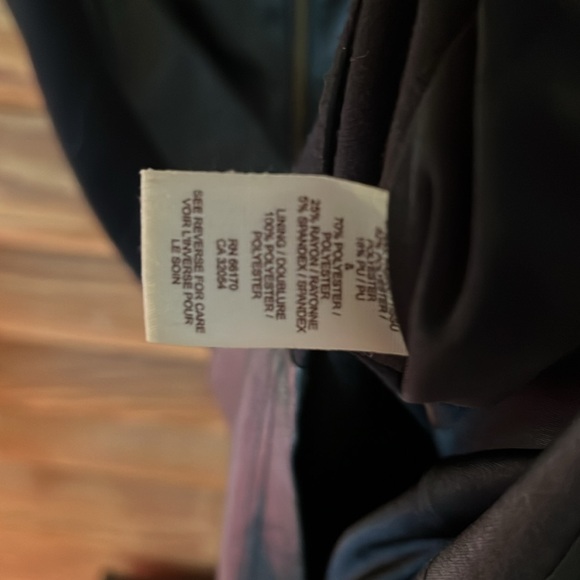 POLYESTER
18% PU / PU
&
70% POLYESTER /
POLYESTER
25% RAYON / RAYONNE
5% SPANDEX / SPANDEX
LINING / DOUBLURE
100% POLYESTER /
POLYESTER
RN 66170
CA 32054
SEE REVERSE FOR CARE
VOIR L'INVERSE POUR
LE SOIN